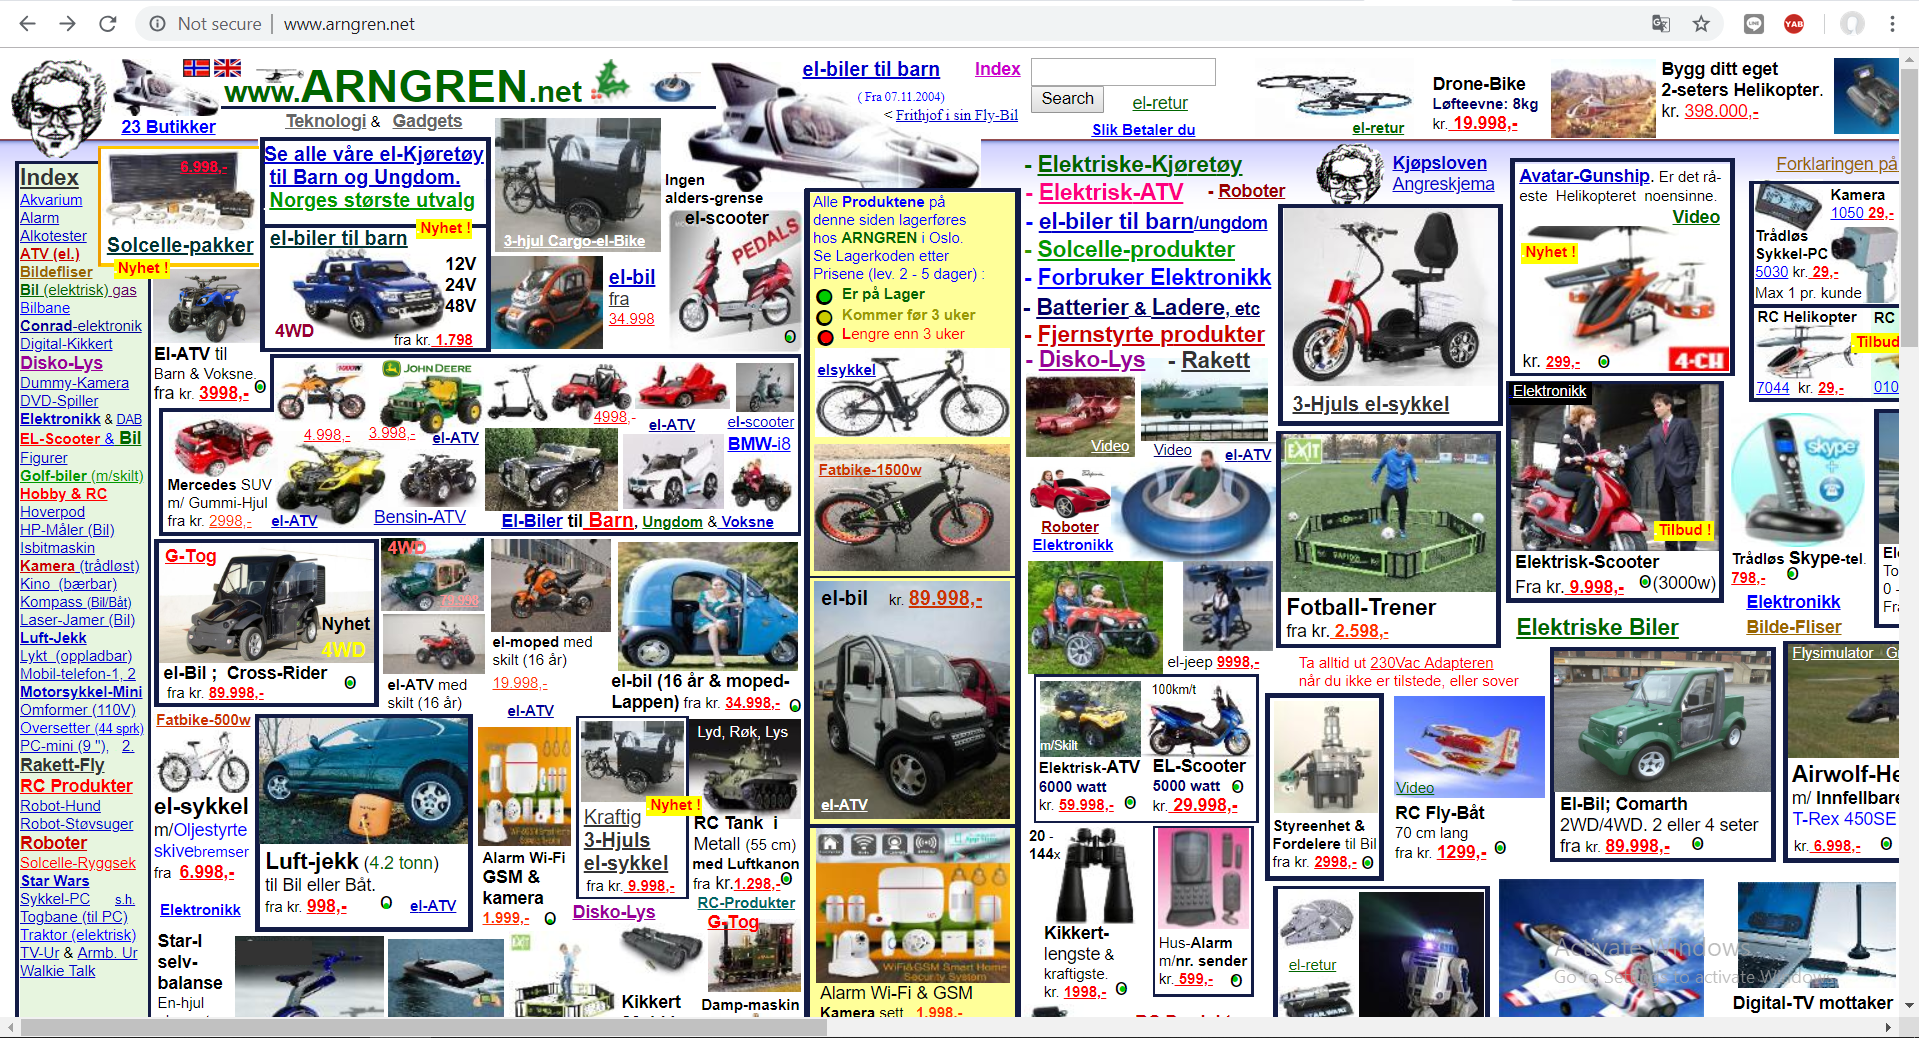 Not secure | www.arngren.net
www.ARNGREN.net
23 Butikker
Teknologi & Gadgets
el-biler til barn
Index
( Fra 07.11.2004)
< Frithjof i sin Fly-Bil
Search
el-retur
Slik Betaler du
el-retur
Drone-Bike
Løfteevne: 8kg
kr. 19.998,-
Bygg ditt eget
2-seters Helikopter.
kr. 398.000,-
Index
Akvarium
Alarm
Alkotester
ATV (el.)
Bildefliser
Bil (elektrisk) gas
Bilbane
Conrad-elektronik
Digital-Kikkert
Disko-Lys
Dummy-Kamera
DVD-Spiller
Elektronikk & DAB
EL-Scooter & Bil
Figurer
Golf-biler (m/skilt)
Hobby & RC
Hoverpod
HP-Måler (Bil)
Isbitmaskin
Kamera (trådløst)
Kino (bærbar)
Kompass (Bil/Båt)
Laser-Jamer (Bil)
Luft-Jekk
Lykt (oppladbar)
Mobil-telefon-1, 2
Motorsykkel-Mini
Omformer (110V)
Oversetter (44 sprk)
PC-mini (9 "), 2.
Rakett-Fly
RC Produkter
Robot-Hund
Robot-Støvsuger
Roboter
Solcelle-Ryggsek
Star Wars
Sykkel-PC s.h.
Togbane (til PC)
Traktor (elektrisk)
TV-Ur & Armb. Ur
Walkie Talk
6.998,-
Solcelle-pakker
Nyhet !
Se alle våre el-Kjøretøy
til Barn og Ungdom.
Norges største utvalg
Nyhet !
el-biler til barn
12V
24V
48V
4WD
fra kr. 1.798
3-hjul Cargo-el-Bike
el-bil
fra
34.998
Ingen
alders-grense
el-scooter
PEDALS
El-ATV til
Barn & Voksne.
fra kr. 3998,-
1000W
JOHN DEERE
4.998,-
3.998,-
el-ATV
4998,-
el-ATV
el-scooter
BMW-i8
Mercedes SUV
m/ Gummi-Hjul
fra kr. 2998,-
el-ATV
Bensin-ATV
El-Biler til Barn, Ungdom & Voksne
Alle Produktene på
denne siden lagerføres
hos ARNGREN i Oslo.
Se Lagerkoden etter
Prisene (lev. 2 - 5 dager) :
Er på Lager
Kommer før 3 uker
Lengre enn 3 uker
elsykkel
Fatbike-1500w
el-bil kr. 89.998,-
el-ATV
- Elektriske-Kjøretøy
- Elektrisk-ATV - Roboter
- el-biler til barn/ungdom
- Solcelle-produkter
- Forbruker Elektronikk
- Batterier & Ladere, etc
- Fjernstyrte produkter
- Disko-Lys - Rakett
Video
Video
el-ATV
Roboter
Elektronikk
Kjøpsloven
Angreskjema
3-Hjuls el-sykkel
Avatar-Gunship. Er det rå-
este Helikopteret noensinne.
Video
Nyhet !
kr. 299,-
4-CH
Forklaringen på
Kamera
1050 29,-
Trådløs
Sykkel-PC
5030 kr. 29,-
Max 1 pr. kunde
RC Helikopter
RC
Tilbud
7044 kr. 29,-
010
EXIT
Fotball-Trener
fra kr. 2.598,-
Elektronikk
Tilbud !
Elektrisk-Scooter
Fra kr. 9.998,- (3000w)
skype
Trådløs Skype-tel.
798,-
Elektronikk
Bilde-Fliser
Elektriske Biler
G-Tog
Nyhet
4WD
el-Bil ; Cross-Rider
fra kr. 89.998,-
4WD
79.998
el-ATV med
skilt (16 år)
el-moped med
skilt (16 år)
19.998,-
el-ATV
el-bil (16 år & moped-
Lappen) fra kr. 34.998,-
el-jeep 9998,-
Ta alltid ut 230Vac Adapteren
når du ikke er tilstede, eller sover
m/Skilt
100km/t
Elektrisk-ATV
6000 watt
kr. 59.998,-
EL-Scooter
5000 watt
kr. 29.998,-
Styreenhet &
Fordelere til Bil
fra kr. 2998,-
Video
RC Fly-Båt
70 cm lang
fra kr. 1299,-
El-Bil; Comarth
2WD/4WD. 2 eller 4 seter
fra kr. 89.998,-
Flysimulator
Airwolf-He
m/ Innfellbare
T-Rex 450SE
kr. 6.998,-
Fatbike-500w
el-sykkel
m/Oljestyrte
skivebremser
fra 6.998,-
Elektronikk
Luft-jekk (4.2 tonn)
til Bil eller Båt.
fra kr. 998,-
el-ATV
Alarm Wi-Fi
GSM &
kamera
1.999,-
Nyhet !
Kraftig
3-Hjuls
el-sykkel
fra kr. 9.998,-
Disko-Lys
Lyd, Røk, Lys
RC Tank i
Metall (55 cm)
med Luftkanon
fra kr.1.298,-
RC-Produkter
G-Tog
Damp-maskin
WiFi&GSM Smart Home
Security System
Alarm Wi-Fi & GSM
Kamera sett 1.998,-
20 -
144x
Kikkert-
lengste &
kraftigste.
kr. 1998,-
Hus-Alarm
m/nr. sender
kr. 599,-
el-retur
STAR WARS
Star-I
selv-
balanse
En-hjul
EXIT
Kikkert
Digital-TV mottaker
Activate Windows
Go to Settings to activate Windows.